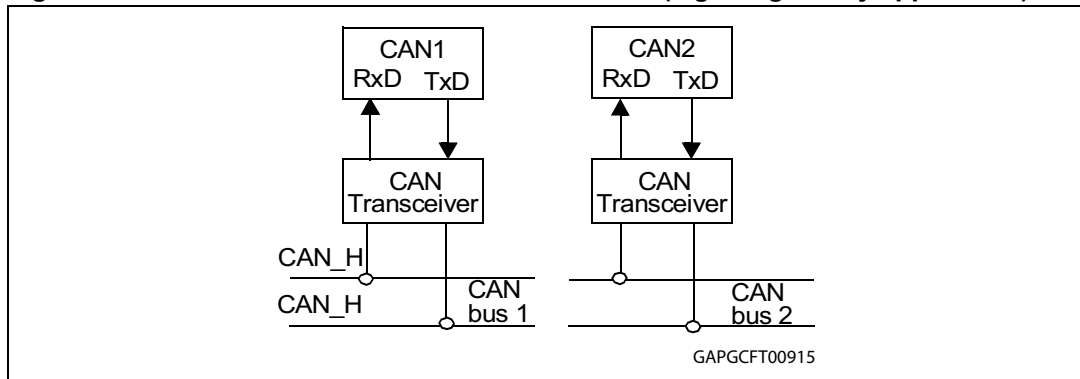 CAN1
RxD TxD
CAN2
RxD TxD
CAN
Transceiver
CAN
Transceiver
CAN_H
CAN_H
CAN
bus 1
CAN
bus 2
GAPGCFT00915